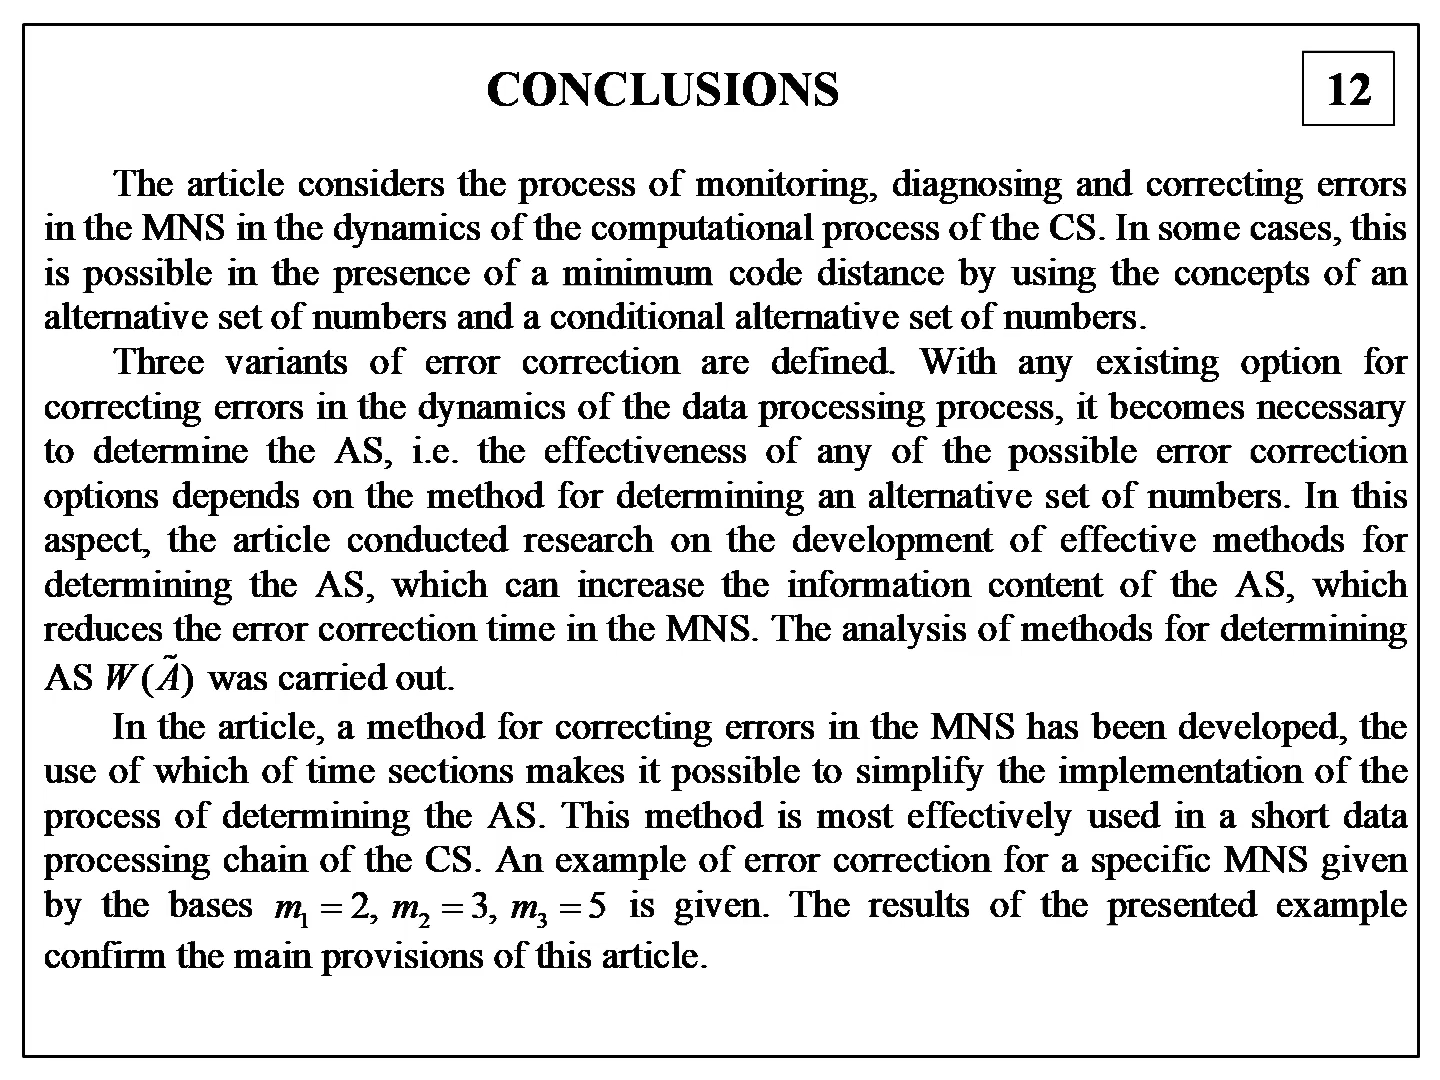 CONCLUSIONS
12
The article considers the process of monitoring, diagnosing and correcting errors
in the MNS in the dynamics of the computational process of the CS. In some cases, this
is possible in the presence of a minimum code distance by using the concepts of an
alternative set of numbers and a conditional alternative set of numbers.
Three variants of error correction are defined. With any existing option for
correcting errors in the dynamics of the data processing process, it becomes necessary
to determine the AS, i.e. the effectiveness of any of the possible error correction
options depends on the method for determining an alternative set of numbers. In this
aspect, the article conducted research on the development of effective methods for
determining the AS, which can increase the information content of the AS, which
reduces the error correction time in the MNS. The analysis of methods for determining
AS W(Ã) was carried out.
In the article, a method for correcting errors in the MNS has been developed, the
use of which of time sections makes it possible to simplify the implementation of the
process of determining the AS. This method is most effectively used in a short data
processing chain of the CS. An example of error correction for a specific MNS given
by the bases m₁ = 2, m₂ = 3, m₃ = 5 is given. The results of the presented example
confirm the main provisions of this article.